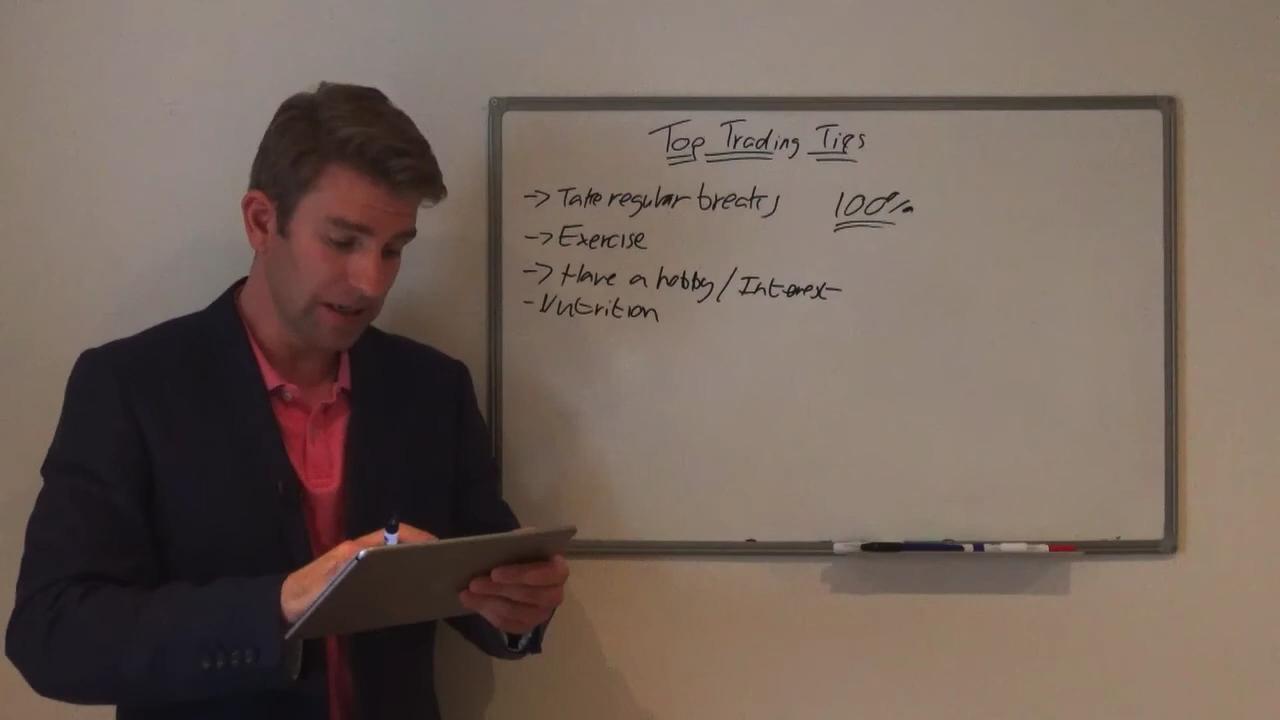 Top Trading Tips
-> Take regular breaks 100%
-> Exercise
-> Have a hobby / Interest
- Nutrition